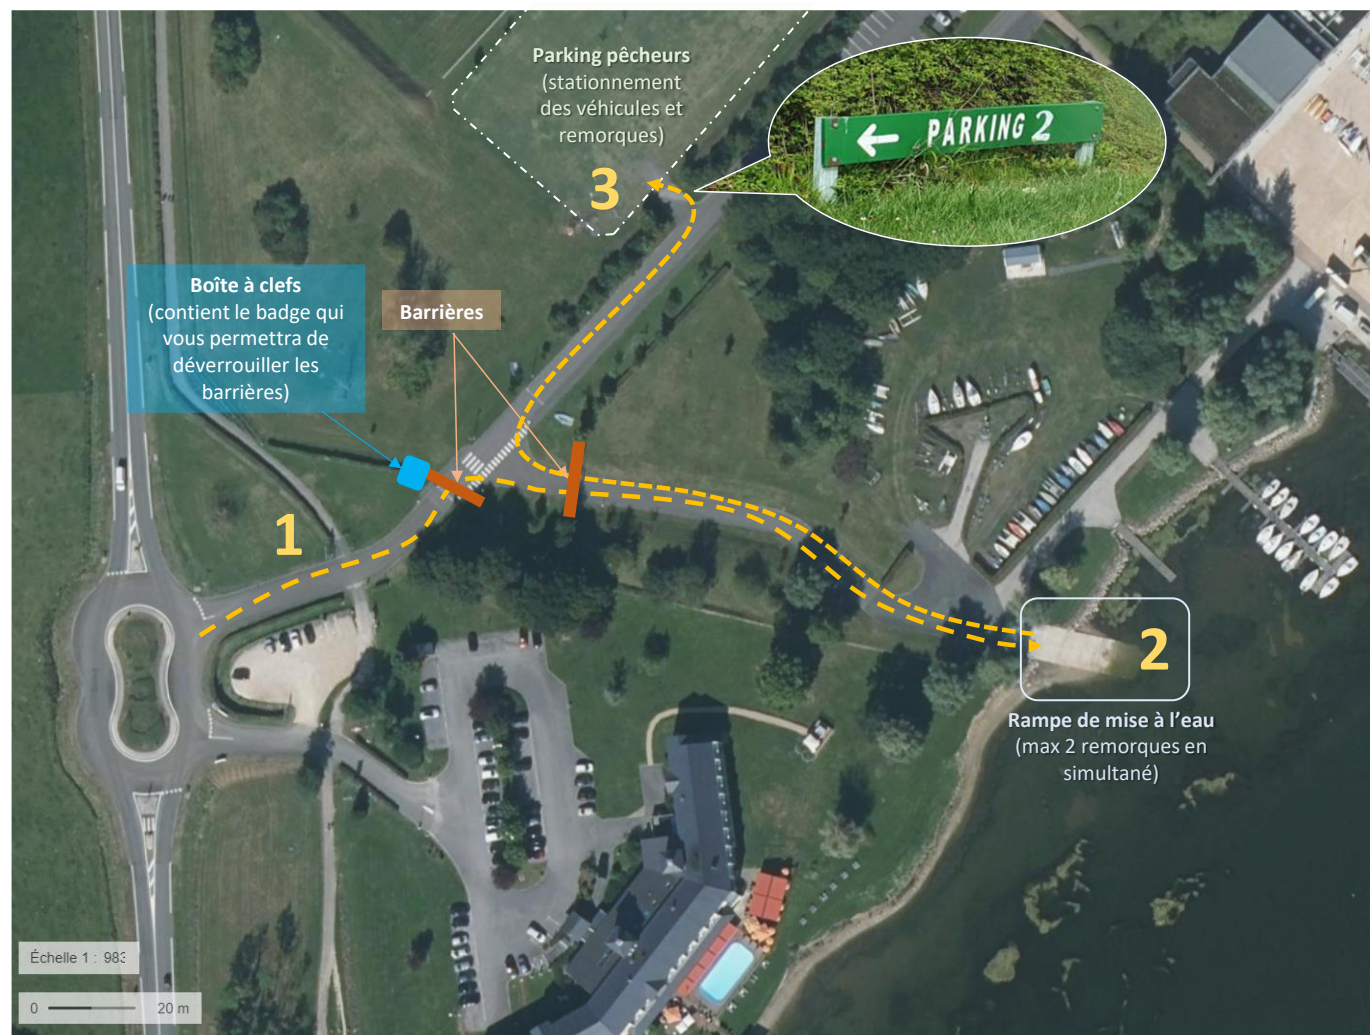 Parking pêcheurs
(stationnement
des véhicules et
remorques)
PARKING 2
3
Boîte à clefs
(contient le badge qui
vous permettra de
déverrouiller les
barrières)
Barrières
1
2
Rampe de mise à l'eau
(max 2 remorques en
simultané)
Échelle 1 : 983
0 20 m